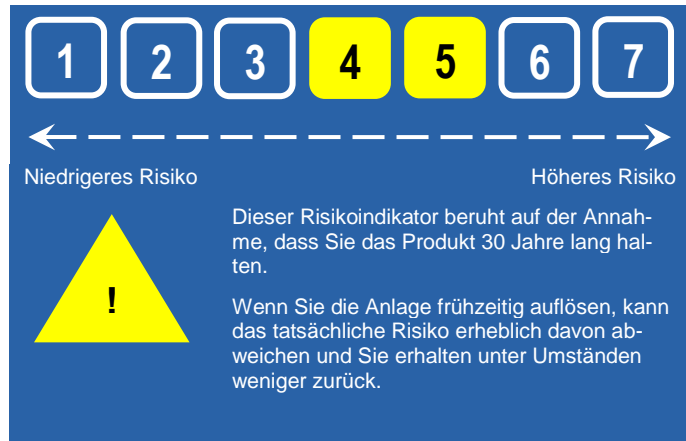 1 2 3 4 5 6 7
Niedrigeres Risiko Höheres Risiko
Dieser Risikoindikator beruht auf der Annah-
me, dass Sie das Produkt 30 Jahre lang hal-
ten.
!
Wenn Sie die Anlage frühzeitig auflösen, kann
das tatsächliche Risiko erheblich davon ab-
weichen und Sie erhalten unter Umständen
weniger zurück.